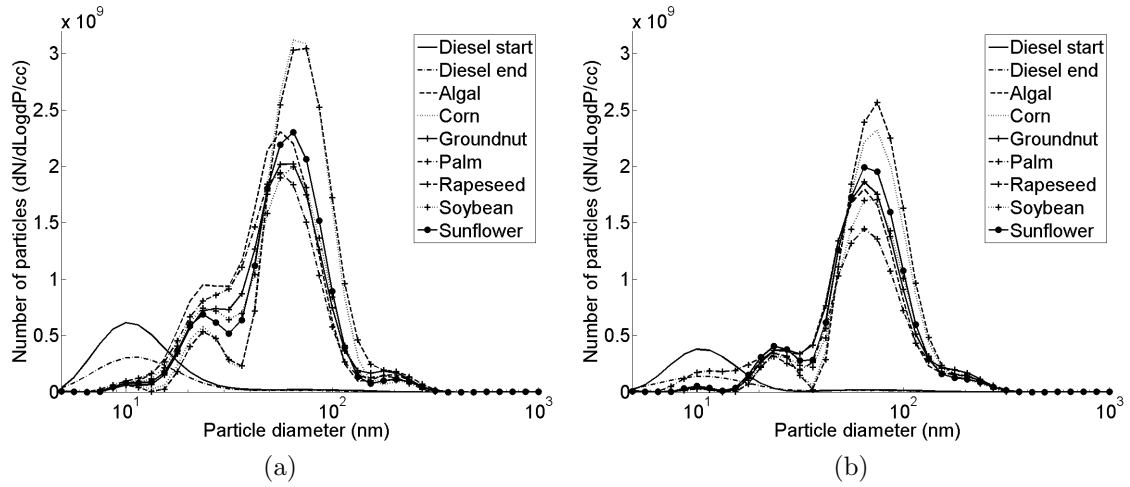 x 10^9
3
2.5
2
1.5
1
0.5
0
10^1
10^2
10^3
Number of particles (dN/dLogdP/cc)
Particle diameter (nm)
Diesel start
Diesel end
Algal
Corn
Groundnut
Palm
Rapeseed
Soybean
Sunflower
(a)
x 10^9
3
2.5
2
1.5
1
0.5
0
10^1
10^2
10^3
Number of particles (dN/dLogdP/cc)
Particle diameter (nm)
Diesel start
Diesel end
Algal
Corn
Groundnut
Palm
Rapeseed
Soybean
Sunflower
(b)